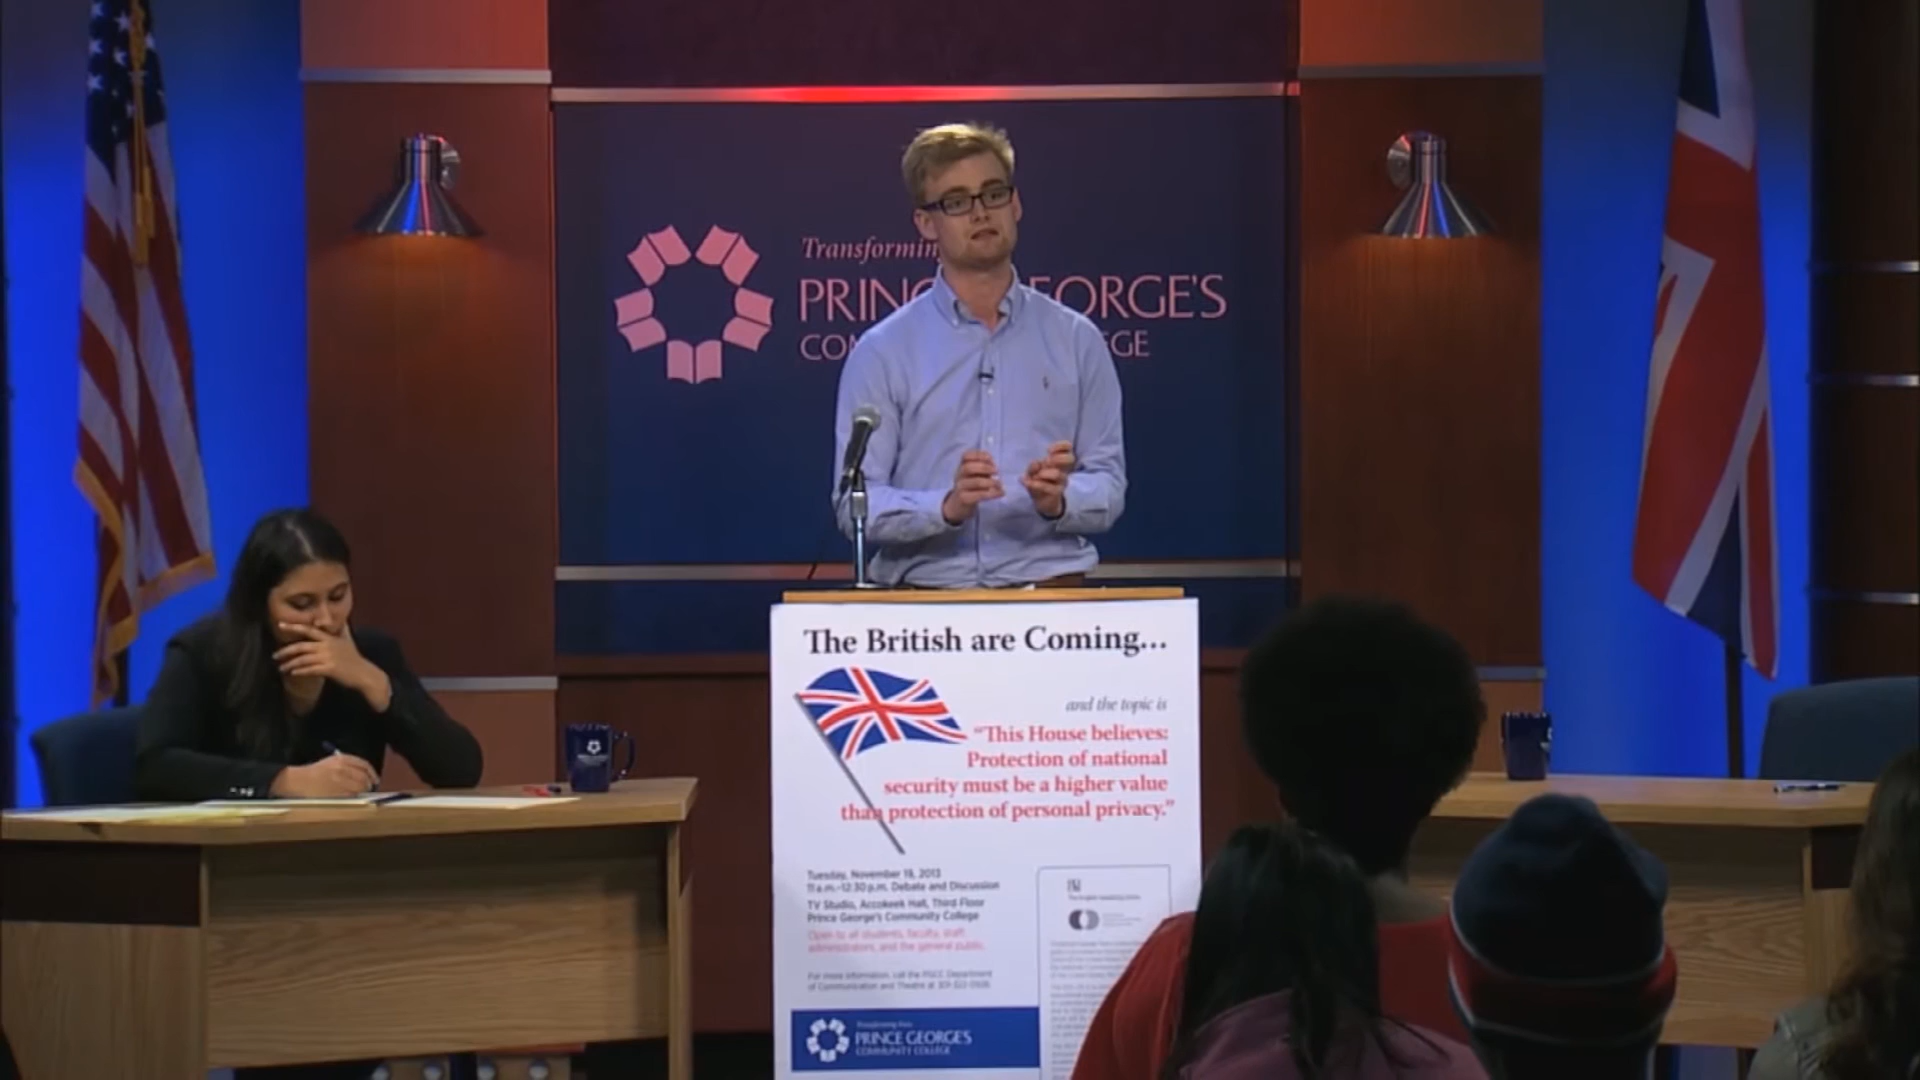 Transforming
PRINCE GEORGE'S
COMMUNITY COLLEGE
The British are Coming...
and the topic is
"This House believes:
Protection of national
security must be a higher value
than protection of personal privacy."
Tuesday, November 19, 2013
11 a.m.-12:30 p.m. Debate and Discussion
TV Studio, Accokeek Hall, Third Floor
Prince George's Community College
Open to all students, faculty, staff,
administrators, and the general public.
For more information, call the PGCC Department
of Communication and Theatre at
PRINCE GEORGE'S
COMMUNITY COLLEGE